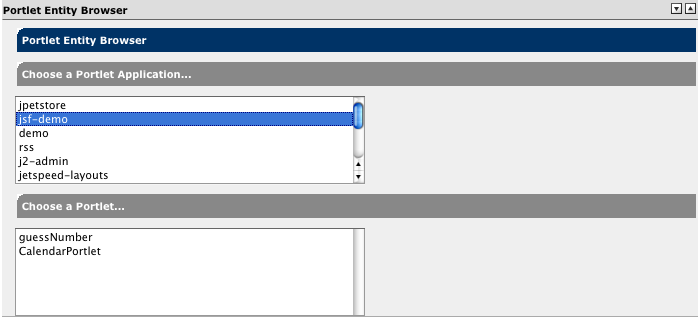 Portlet Entity Browser
Portlet Entity Browser
Choose a Portlet Application...
jpetstore
jsf-demo
demo
rss
j2-admin
jetspeed-layouts
Choose a Portlet...
guessNumber
CalendarPortlet